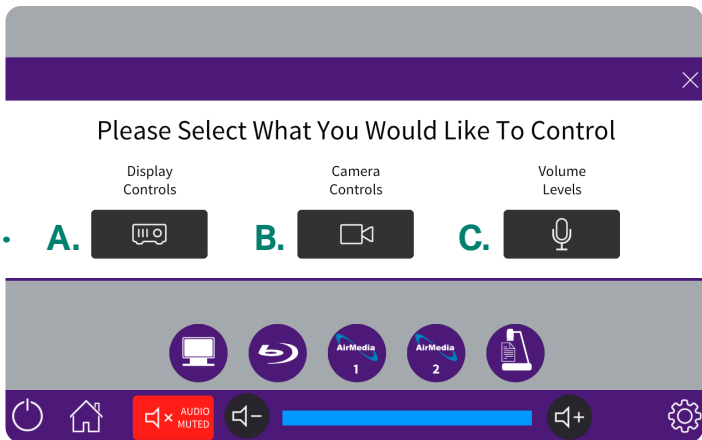 Please Select What You Would Like To Control
Display
Controls
Camera
Controls
Volume
Levels
A.
B.
C.
AirMedia
1
AirMedia
2
AUDIO
MUTED